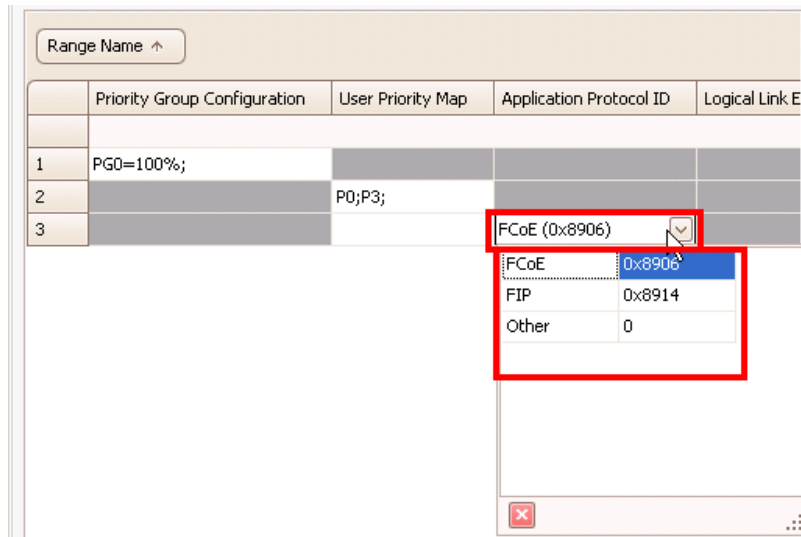 Range Name
Priority Group Configuration User Priority Map Application Protocol ID Logical Link E
1 PG0=100%;
2 P0;P3;
3 FCoE (0x8906)
FCoE 0x8906
FIP 0x8914
Other 0